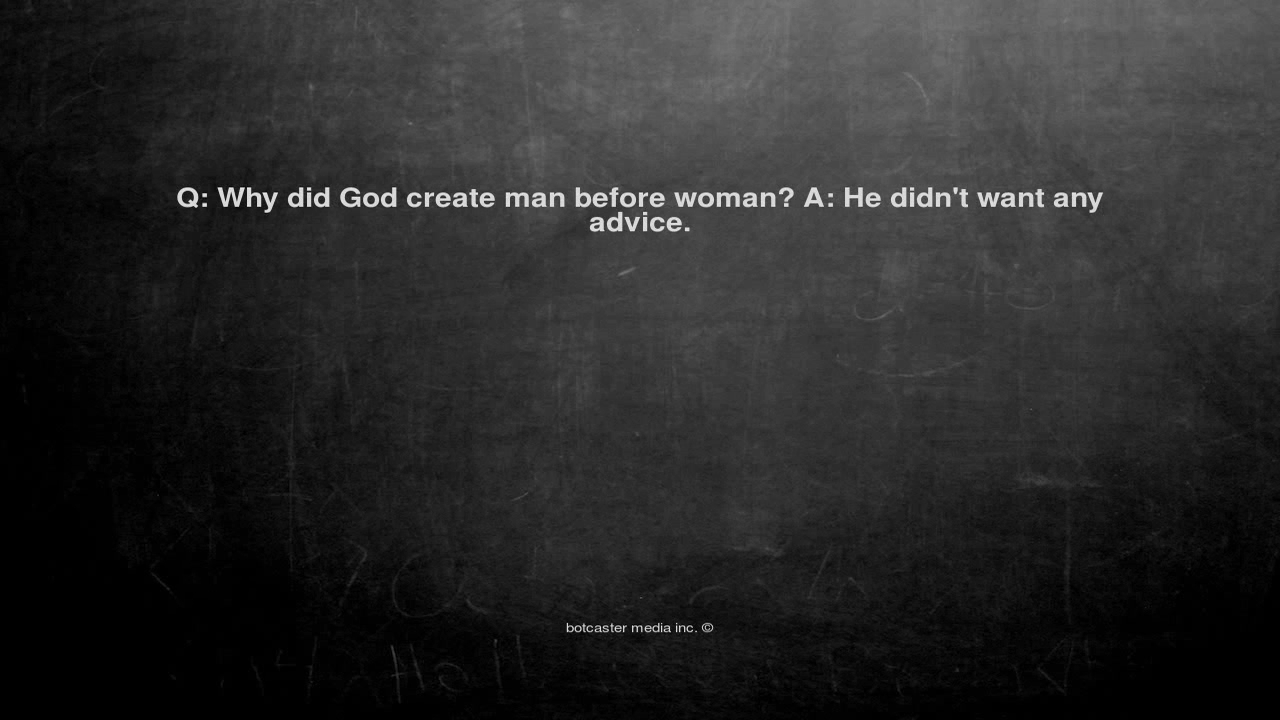 Q: Why did God create man before woman? A: He didn't want any
advice.
botcaster media inc. ©